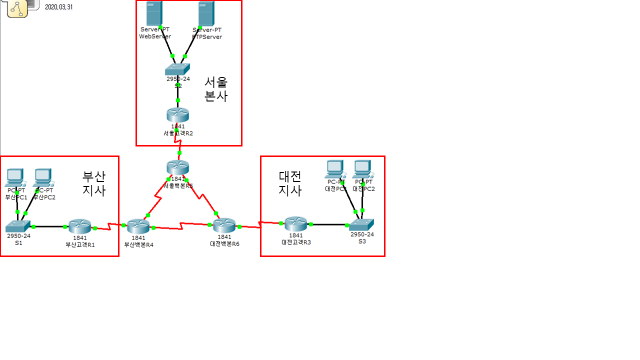 2020.03.31
Server-PT
WebServer
Server-PT
FTPServer
2950-24
S2
서울
본사
1841
서울고객R2
1841
서울백본R5
부산
지사
PC-PT
부산PC1
PC-PT
부산PC2
2950-24
S1
1841
부산고객R1
1841
부산백본R4
1841
대전백본R6
대전
지사
PC-PT
대전PC1
PC-PT
대전PC2
1841
대전고객R3
2950-24
S3